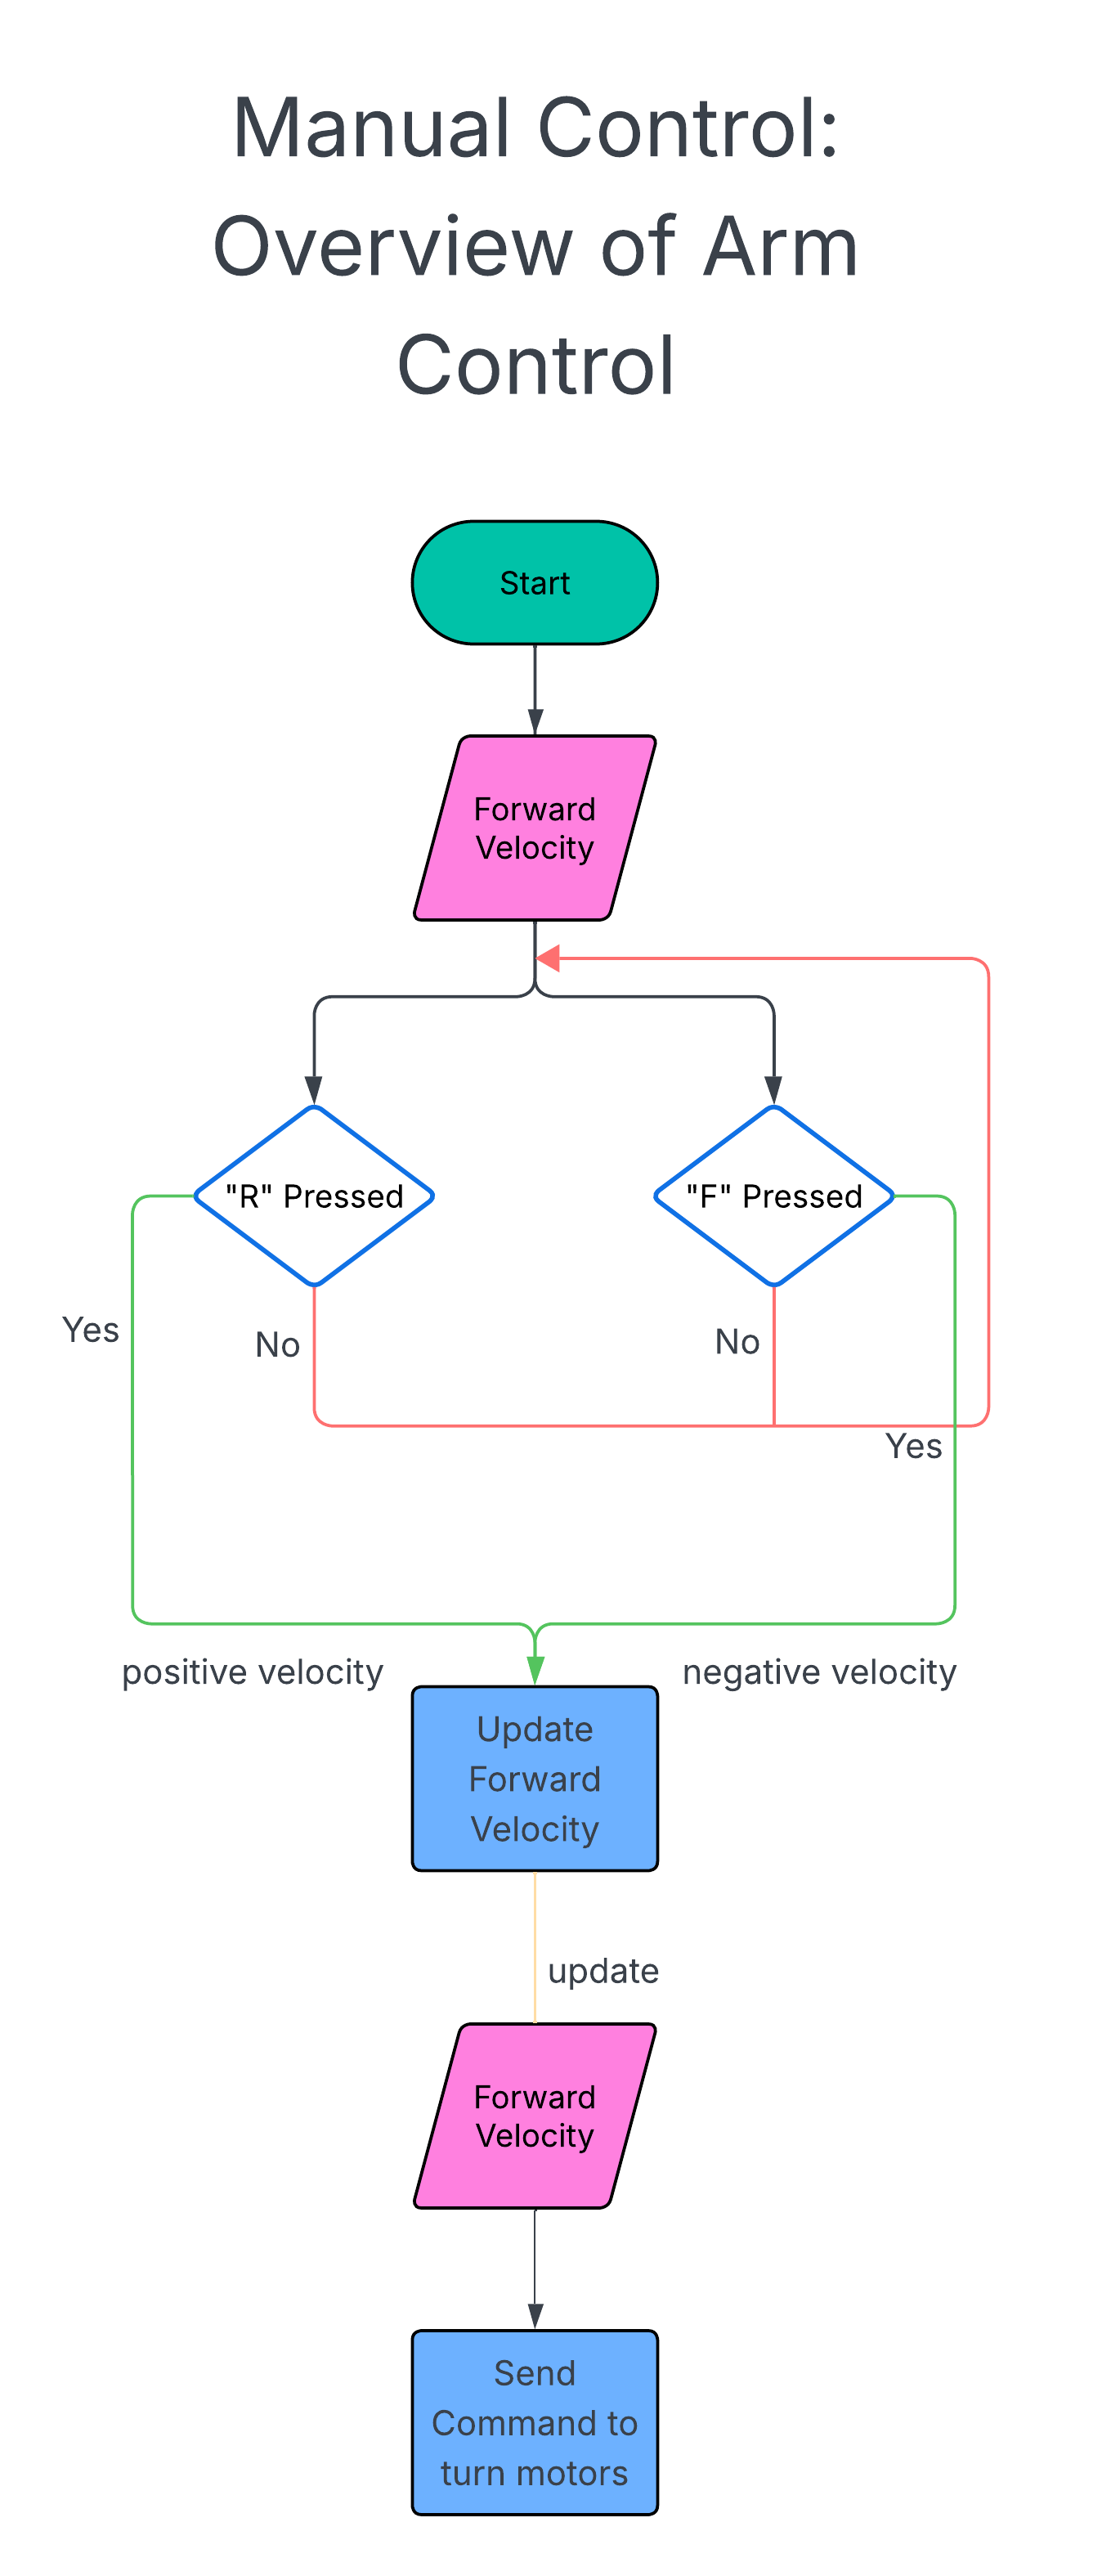 Manual Control:
Overview of Arm
Control
Start
Forward
Velocity
"R" Pressed
"F" Pressed
Yes
No
No
Yes
positive velocity
negative velocity
Update
Forward
Velocity
update
Forward
Velocity
Send
Command to
turn motors